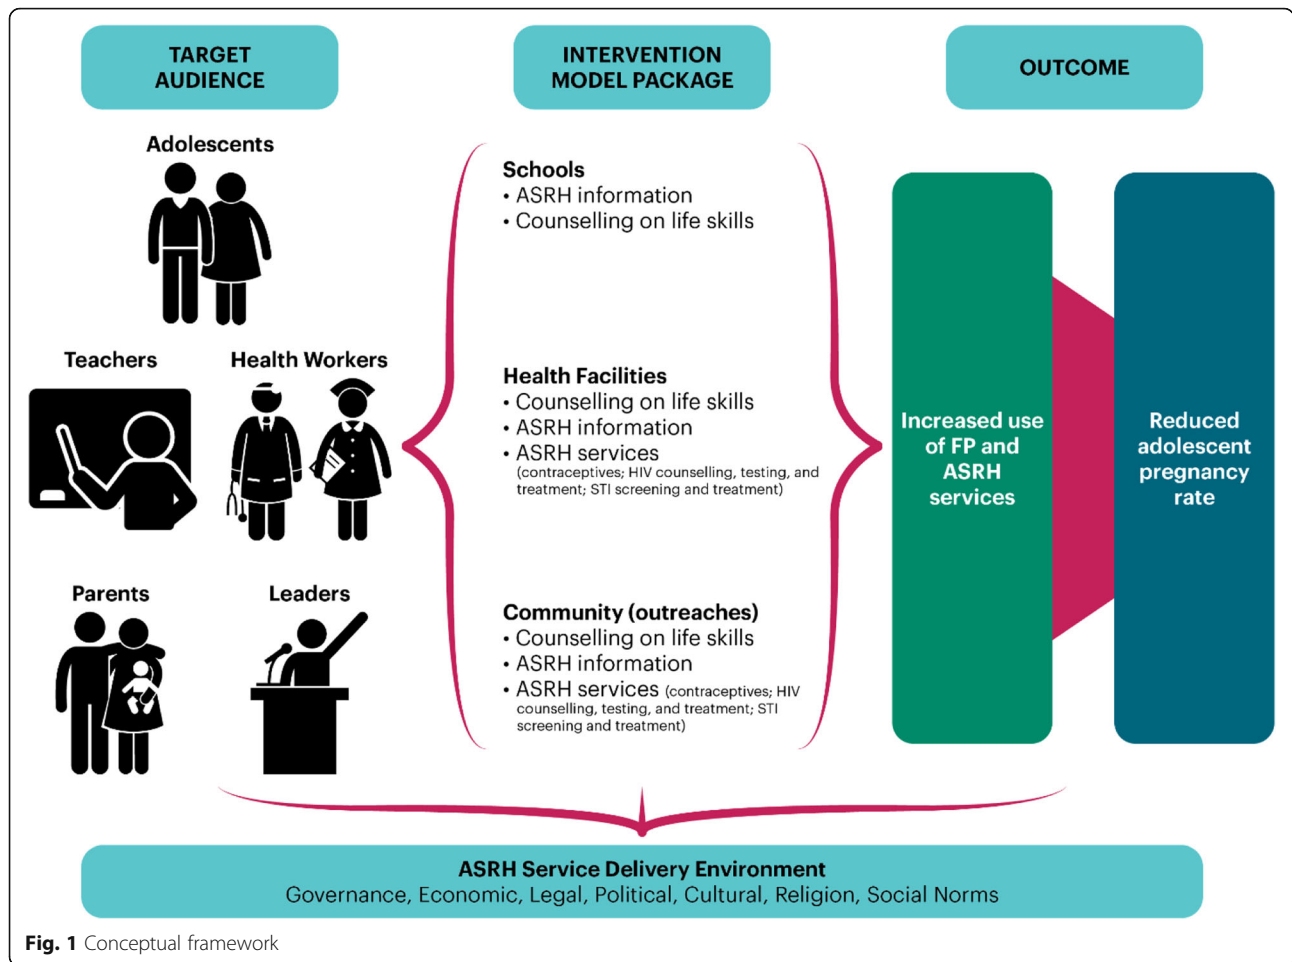 TARGET
AUDIENCE
INTERVENTION
MODEL PACKAGE
OUTCOME
Adolescents
Teachers
Health Workers
Parents
Leaders
Schools
• ASRH information
• Counselling on life skills
Health Facilities
• Counselling on life skills
• ASRH information
• ASRH services
(contraceptives; HIV counselling, testing, and
treatment; STI screening and treatment)
Community (outreaches)
• Counselling on life skills
• ASRH information
• ASRH services (contraceptives; HIV
counselling, testing, and treatment; STI
screening and treatment)
Increased use
of FP and
ASRH
services
Reduced
adolescent
pregnancy
rate
ASRH Service Delivery Environment
Governance, Economic, Legal, Political, Cultural, Religion, Social Norms
Fig. 1 Conceptual framework